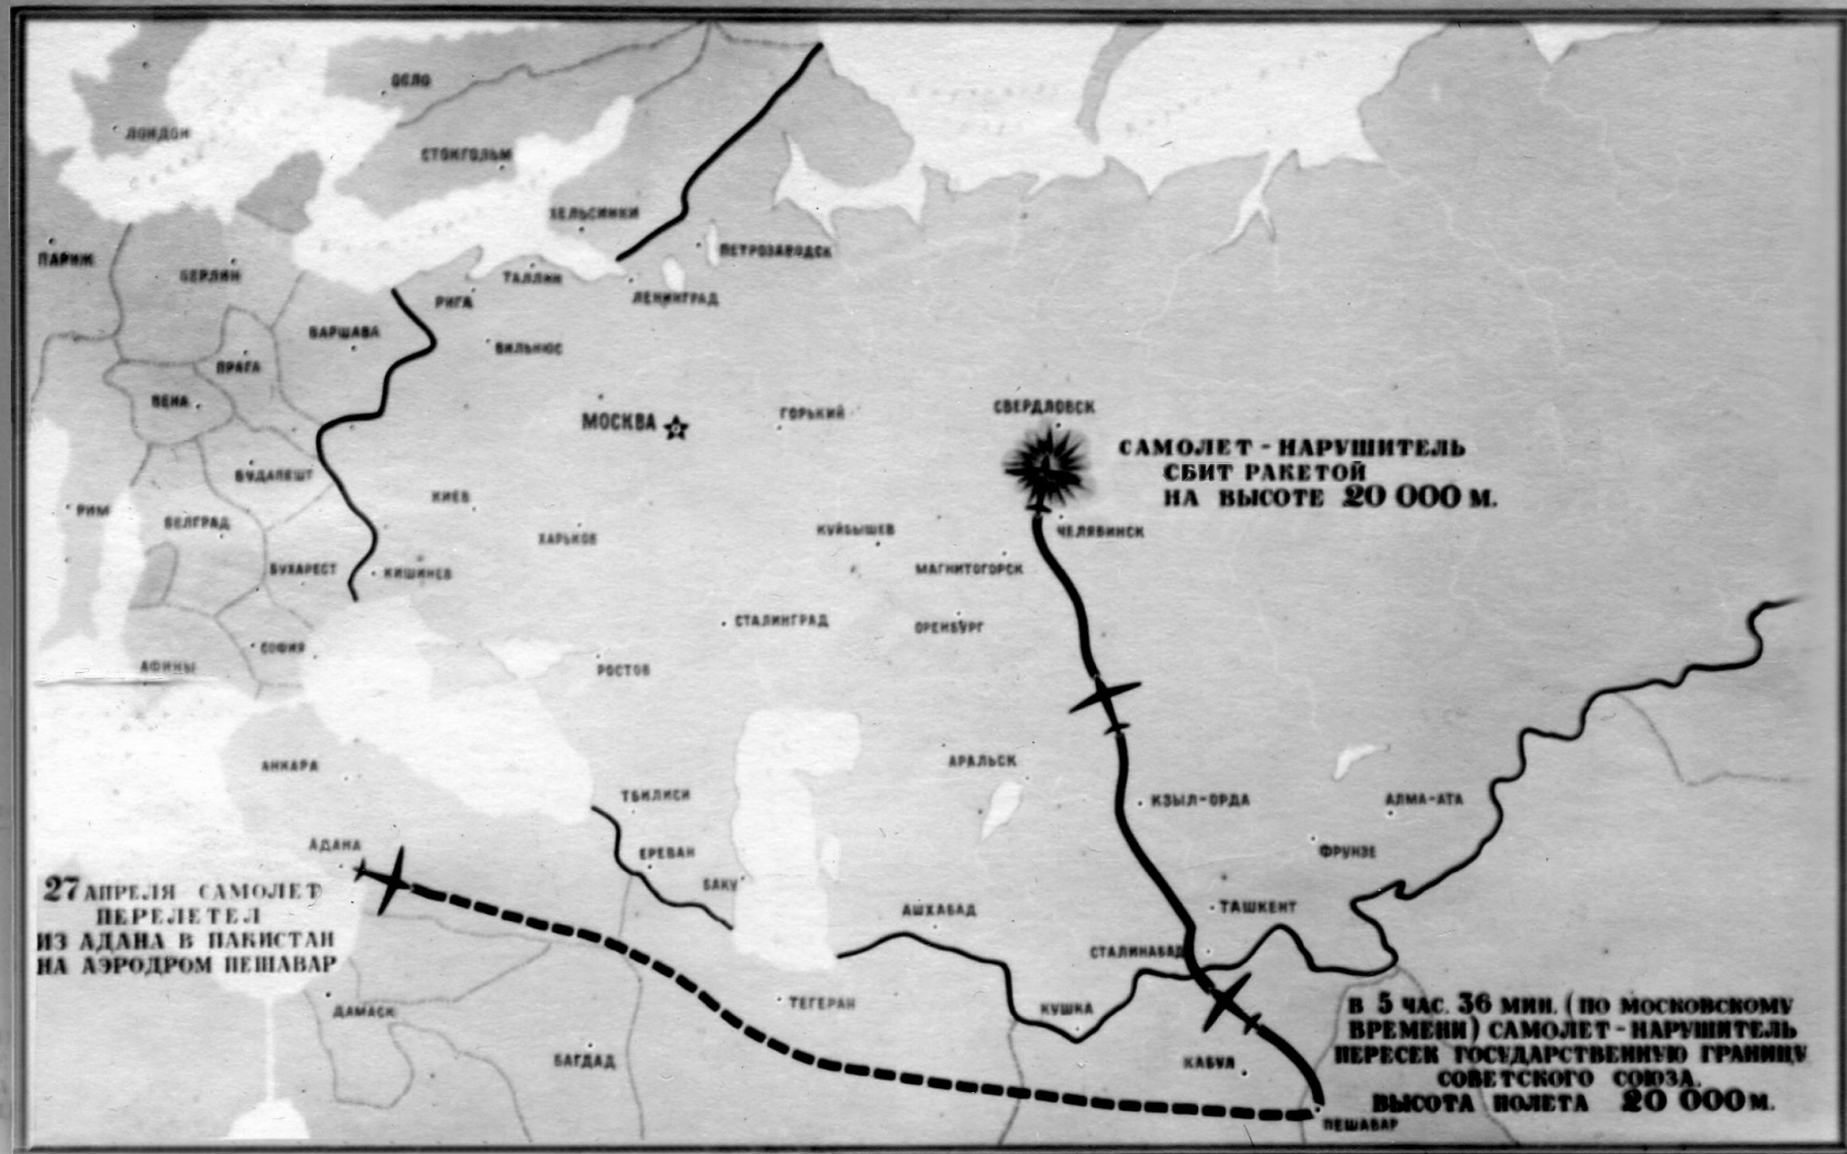 ОСЛО
ЛОНДОН
СТОКГОЛЬМ
ХЕЛЬСИНКИ
ПЕТРОЗАВОДСК
ПАРИЖ
БЕРЛИН
ТАЛЛИН
РИГА
ЛЕНИНГРАД
ВАРШАВА
ВИЛЬНЮС
ПРАГА
ВЕНА
МОСКВА
ГОРЬКИЙ
СВЕРДЛОВСК
САМОЛЕТ - НАРУШИТЕЛЬ
СБИТ РАКЕТОЙ
НА ВЫСОТЕ 20 000 М.
БУДАПЕШТ
КИЕВ
РИМ
БЕЛГРАД
ХАРЬКОВ
КУЙБЫШЕВ
ЧЕЛЯБИНСК
БУХАРЕСТ
КИШИНЕВ
МАГНИТОГОРСК
СТАЛИНГРАД
ОРЕНБУРГ
СОФИЯ
АФИНЫ
РОСТОВ
АНКАРА
АРАЛЬСК
ТБИЛИСИ
КЗЫЛ-ОРДА
АЛМА-АТА
АДАНА
ЕРЕВАН
ФРУНЗЕ
БАКУ
27 АПРЕЛЯ САМОЛЕТ
ПЕРЕЛЕТЕЛ
ИЗ АДАНА В ПАКИСТАН
НА АЭРОДРОМ ПЕШАВАР
АШХАБАД
ТАШКЕНТ
СТАЛИНАБАД
ДАМАСК
ТЕГЕРАН
КУШКА
БАГДАД
КАБУЛ
В 5 ЧАС. 36 МИН. (ПО МОСКОВСКОМУ
ВРЕМЕНИ) САМОЛЕТ - НАРУШИТЕЛЬ
ПЕРЕСЕК ГОСУДАРСТВЕННУЮ ГРАНИЦУ
СОВЕТСКОГО СОЮЗА.
ВЫСОТА ПОЛЕТА 20 000 М.
ПЕШАВАР